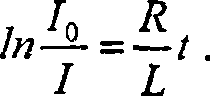 ln I₀/I = R/L t .